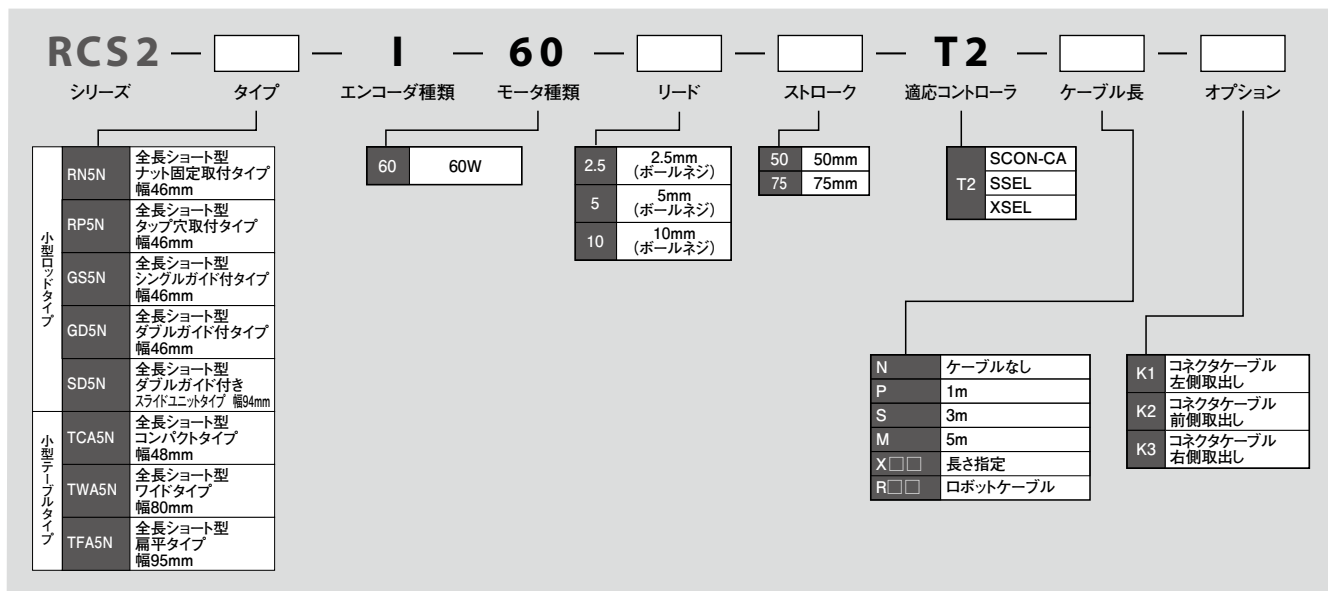 RCS2 — □ — I — 60 — □ — □ — T2 — □ — □
シリーズ タイプ エンコーダ種類 モータ種類 リード ストローク 適応コントローラ ケーブル長 オプション
小型ロッドタイプ
RN5N
全長ショート型
ナット固定取付タイプ
幅46mm
RP5N
全長ショート型
タップ穴取付タイプ
幅46mm
GS5N
全長ショート型
シングルガイド付タイプ
幅46mm
GD5N
全長ショート型
ダブルガイド付タイプ
幅46mm
SD5N
全長ショート型
ダブルガイド付き
スライドユニットタイプ 幅94mm
小型テーブルタイプ
TCA5N
全長ショート型
コンパクトタイプ
幅48mm
TWA5N
全長ショート型
ワイドタイプ
幅80mm
TFA5N
全長ショート型
扁平タイプ
幅95mm
60 60W
2.5
2.5mm
(ボールネジ)
5
5mm
(ボールネジ)
10
10mm
(ボールネジ)
50 50mm
75 75mm
T2
SCON-CA
SSEL
XSEL
N ケーブルなし
P 1m
S 3m
M 5m
X□□ 長さ指定
R□□ ロボットケーブル
K1
コネクタケーブル
左側取出し
K2
コネクタケーブル
前側取出し
K3
コネクタケーブル
右側取出し